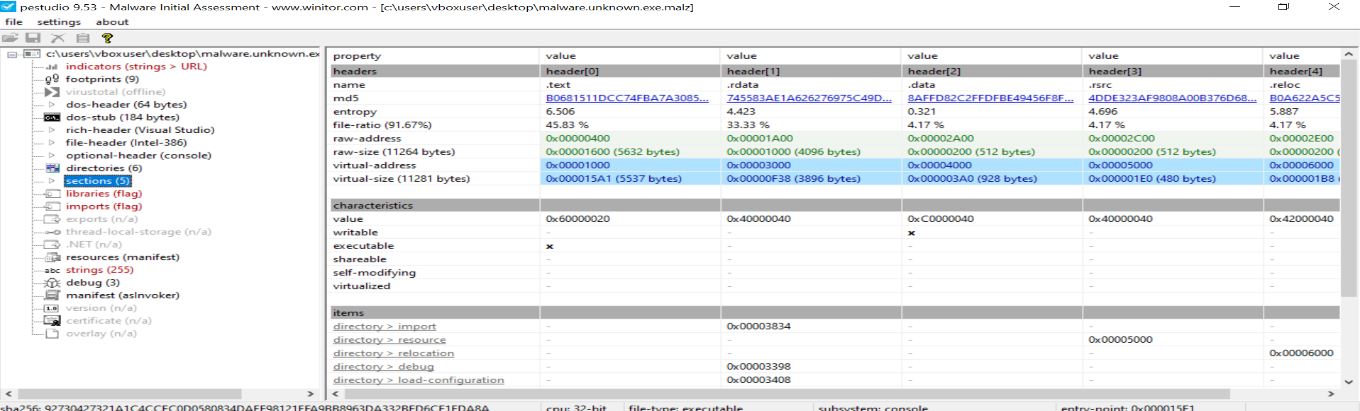 pestudio 9.53 - Malware Initial Assessment - www.winitor.com - [c:\users\vboxuser\desktop\malware.unknown.exe.malz]
file settings about
c:\users\vboxuser\desktop\malware.unknown.ex
indicators (strings > URL)
footprints (9)
virustotal (offline)
dos-header (64 bytes)
dos-stub (184 bytes)
rich-header (Visual Studio)
file-header (Intel-386)
optional-header (console)
directories (6)
sections (5)
libraries (flag)
imports (flag)
exports (n/a)
thread-local-storage (n/a)
.NET (n/a)
resources (manifest)
abc strings (255)
debug (3)
manifest (asInvoker)
1.0 version (n/a)
certificate (n/a)
overlay (n/a)
property value value value value value
headers header[0] header[1] header[2] header[3] header[4]
name .text .rdata .data .rsrc .reloc
md5 B0681511DCC74FBA7A3085... 745583AE1A626276975C49D... 8AFFD82C2FFDFBE49456F8F... 4DDE323AF9808A00B376D68... B0A622A5C5
entropy 6.506 4.423 0.321 4.696 5.887
file-ratio (91.67%) 45.83 % 33.33 % 4.17 % 4.17 % 4.17 %
raw-address 0x00000400 0x00001A00 0x00002A00 0x00002C00 0x00002E00
raw-size (11264 bytes) 0x00001600 (5632 bytes) 0x00001000 (4096 bytes) 0x00000200 (512 bytes) 0x00000200 (512 bytes) 0x00000200 (
virtual-address 0x00001000 0x00003000 0x00004000 0x00005000 0x00006000
virtual-size (11281 bytes) 0x000015A1 (5537 bytes) 0x00000F38 (3896 bytes) 0x000003A0 (928 bytes) 0x000001E0 (480 bytes) 0x000001B8 (
characteristics
value 0x60000020 0x40000040 0xC0000040 0x40000040 0x42000040
writable - - x - -
executable x - - - -
shareable - - - - -
self-modifying - - - - -
virtualized - - - - -
items
directory > import - 0x00003834 - - -
directory > resource - - - 0x00005000 -
directory > relocation - - - - 0x00006000
directory > debug - 0x00003398 - - -
directory > load-configuration - 0x00003408 - - -
cpu: 32-bit file-type: executable subsystem: console entry-point: 0x000015E1